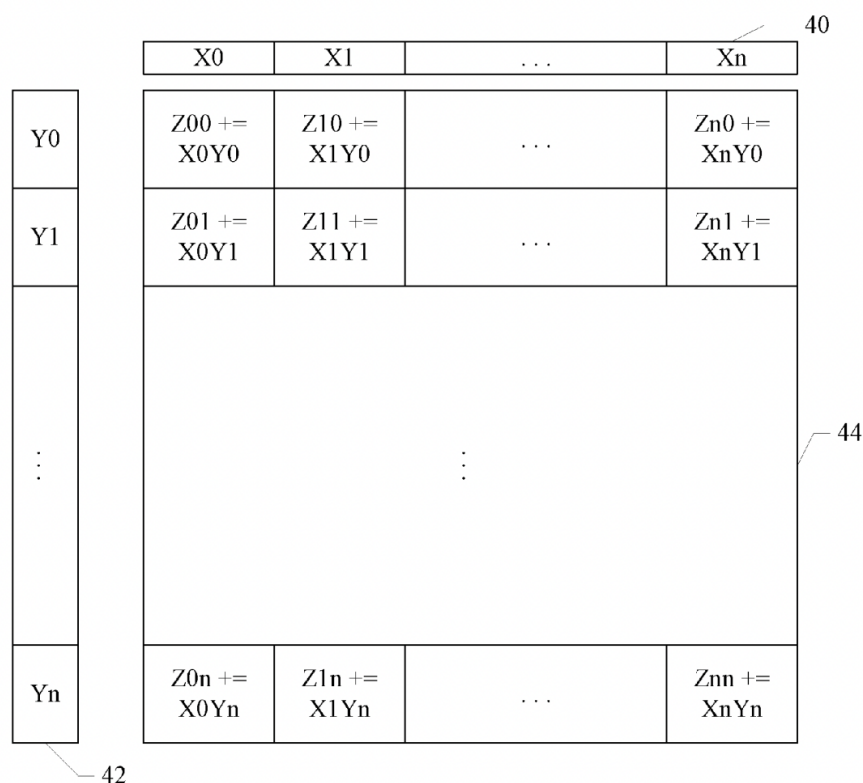 40
X0 X1 . . . Xn
Y0
Z00 += X0Y0
Z10 += X1Y0
. . .
Zn0 += XnY0
Y1
Z01 += X0Y1
Z11 += X1Y1
. . .
Zn1 += XnY1
44
Yn
Z0n += X0Yn
Z1n += X1Yn
. . .
Znn += XnYn
42